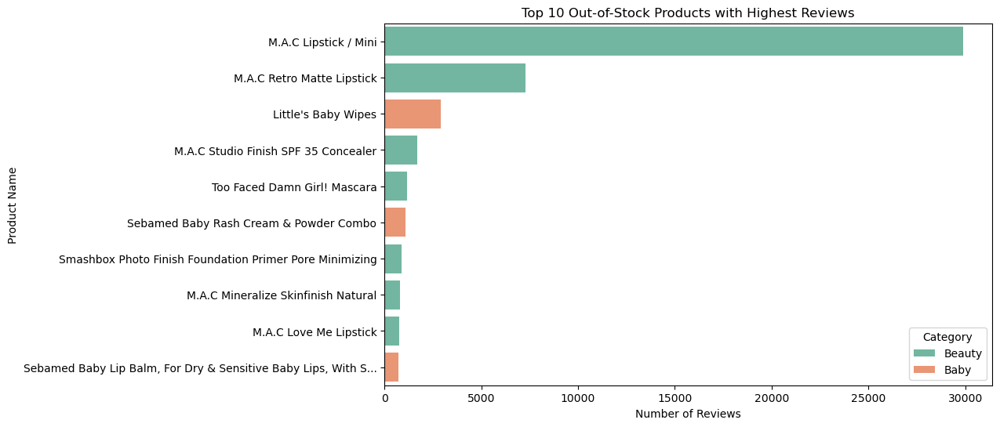 Top 10 Out-of-Stock Products with Highest Reviews
Product Name
M.A.C Lipstick / Mini
M.A.C Retro Matte Lipstick
Little's Baby Wipes
M.A.C Studio Finish SPF 35 Concealer
Too Faced Damn Girl! Mascara
Sebamed Baby Rash Cream & Powder Combo
Smashbox Photo Finish Foundation Primer Pore Minimizing
M.A.C Mineralize Skinfinish Natural
M.A.C Love Me Lipstick
Sebamed Baby Lip Balm, For Dry & Sensitive Baby Lips, With S...
Category
Beauty
Baby
0 5000 10000 15000 20000 25000 30000
Number of Reviews